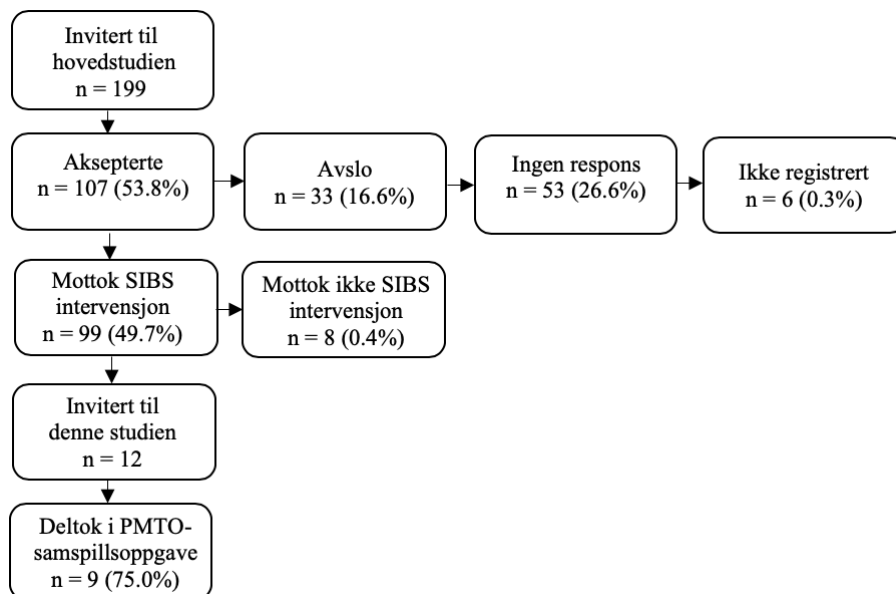 Invitert til
hovedstudien
n = 199
Aksepterte
n = 107 (53.8%)
Avslo
n = 33 (16.6%)
Ingen respons
n = 53 (26.6%)
Ikke registrert
n = 6 (0.3%)
Mottok SIBS
intervensjon
n = 99 (49.7%)
Mottok ikke SIBS
intervensjon
n = 8 (0.4%)
Invitert til
denne studien
n = 12
Deltok i PMTO-
samspillsoppgave
n = 9 (75.0%)